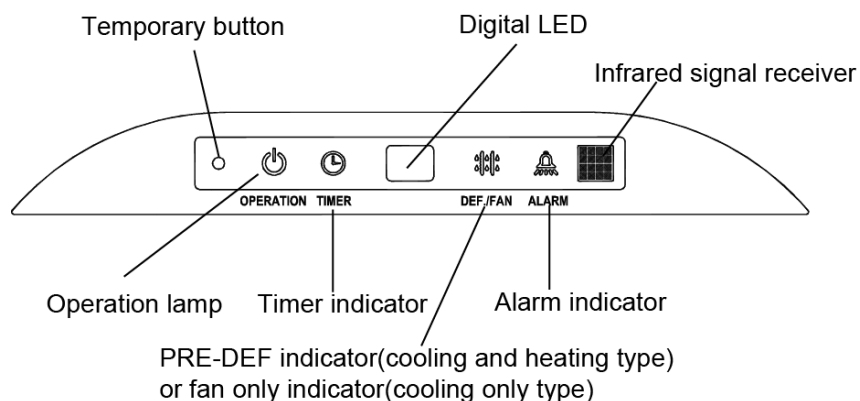 Temporary button
Digital LED
Infrared signal receiver
OPERATION TIMER DEF./FAN ALARM
Operation lamp Timer indicator Alarm indicator
PRE-DEF indicator(cooling and heating type)
or fan only indicator(cooling only type)